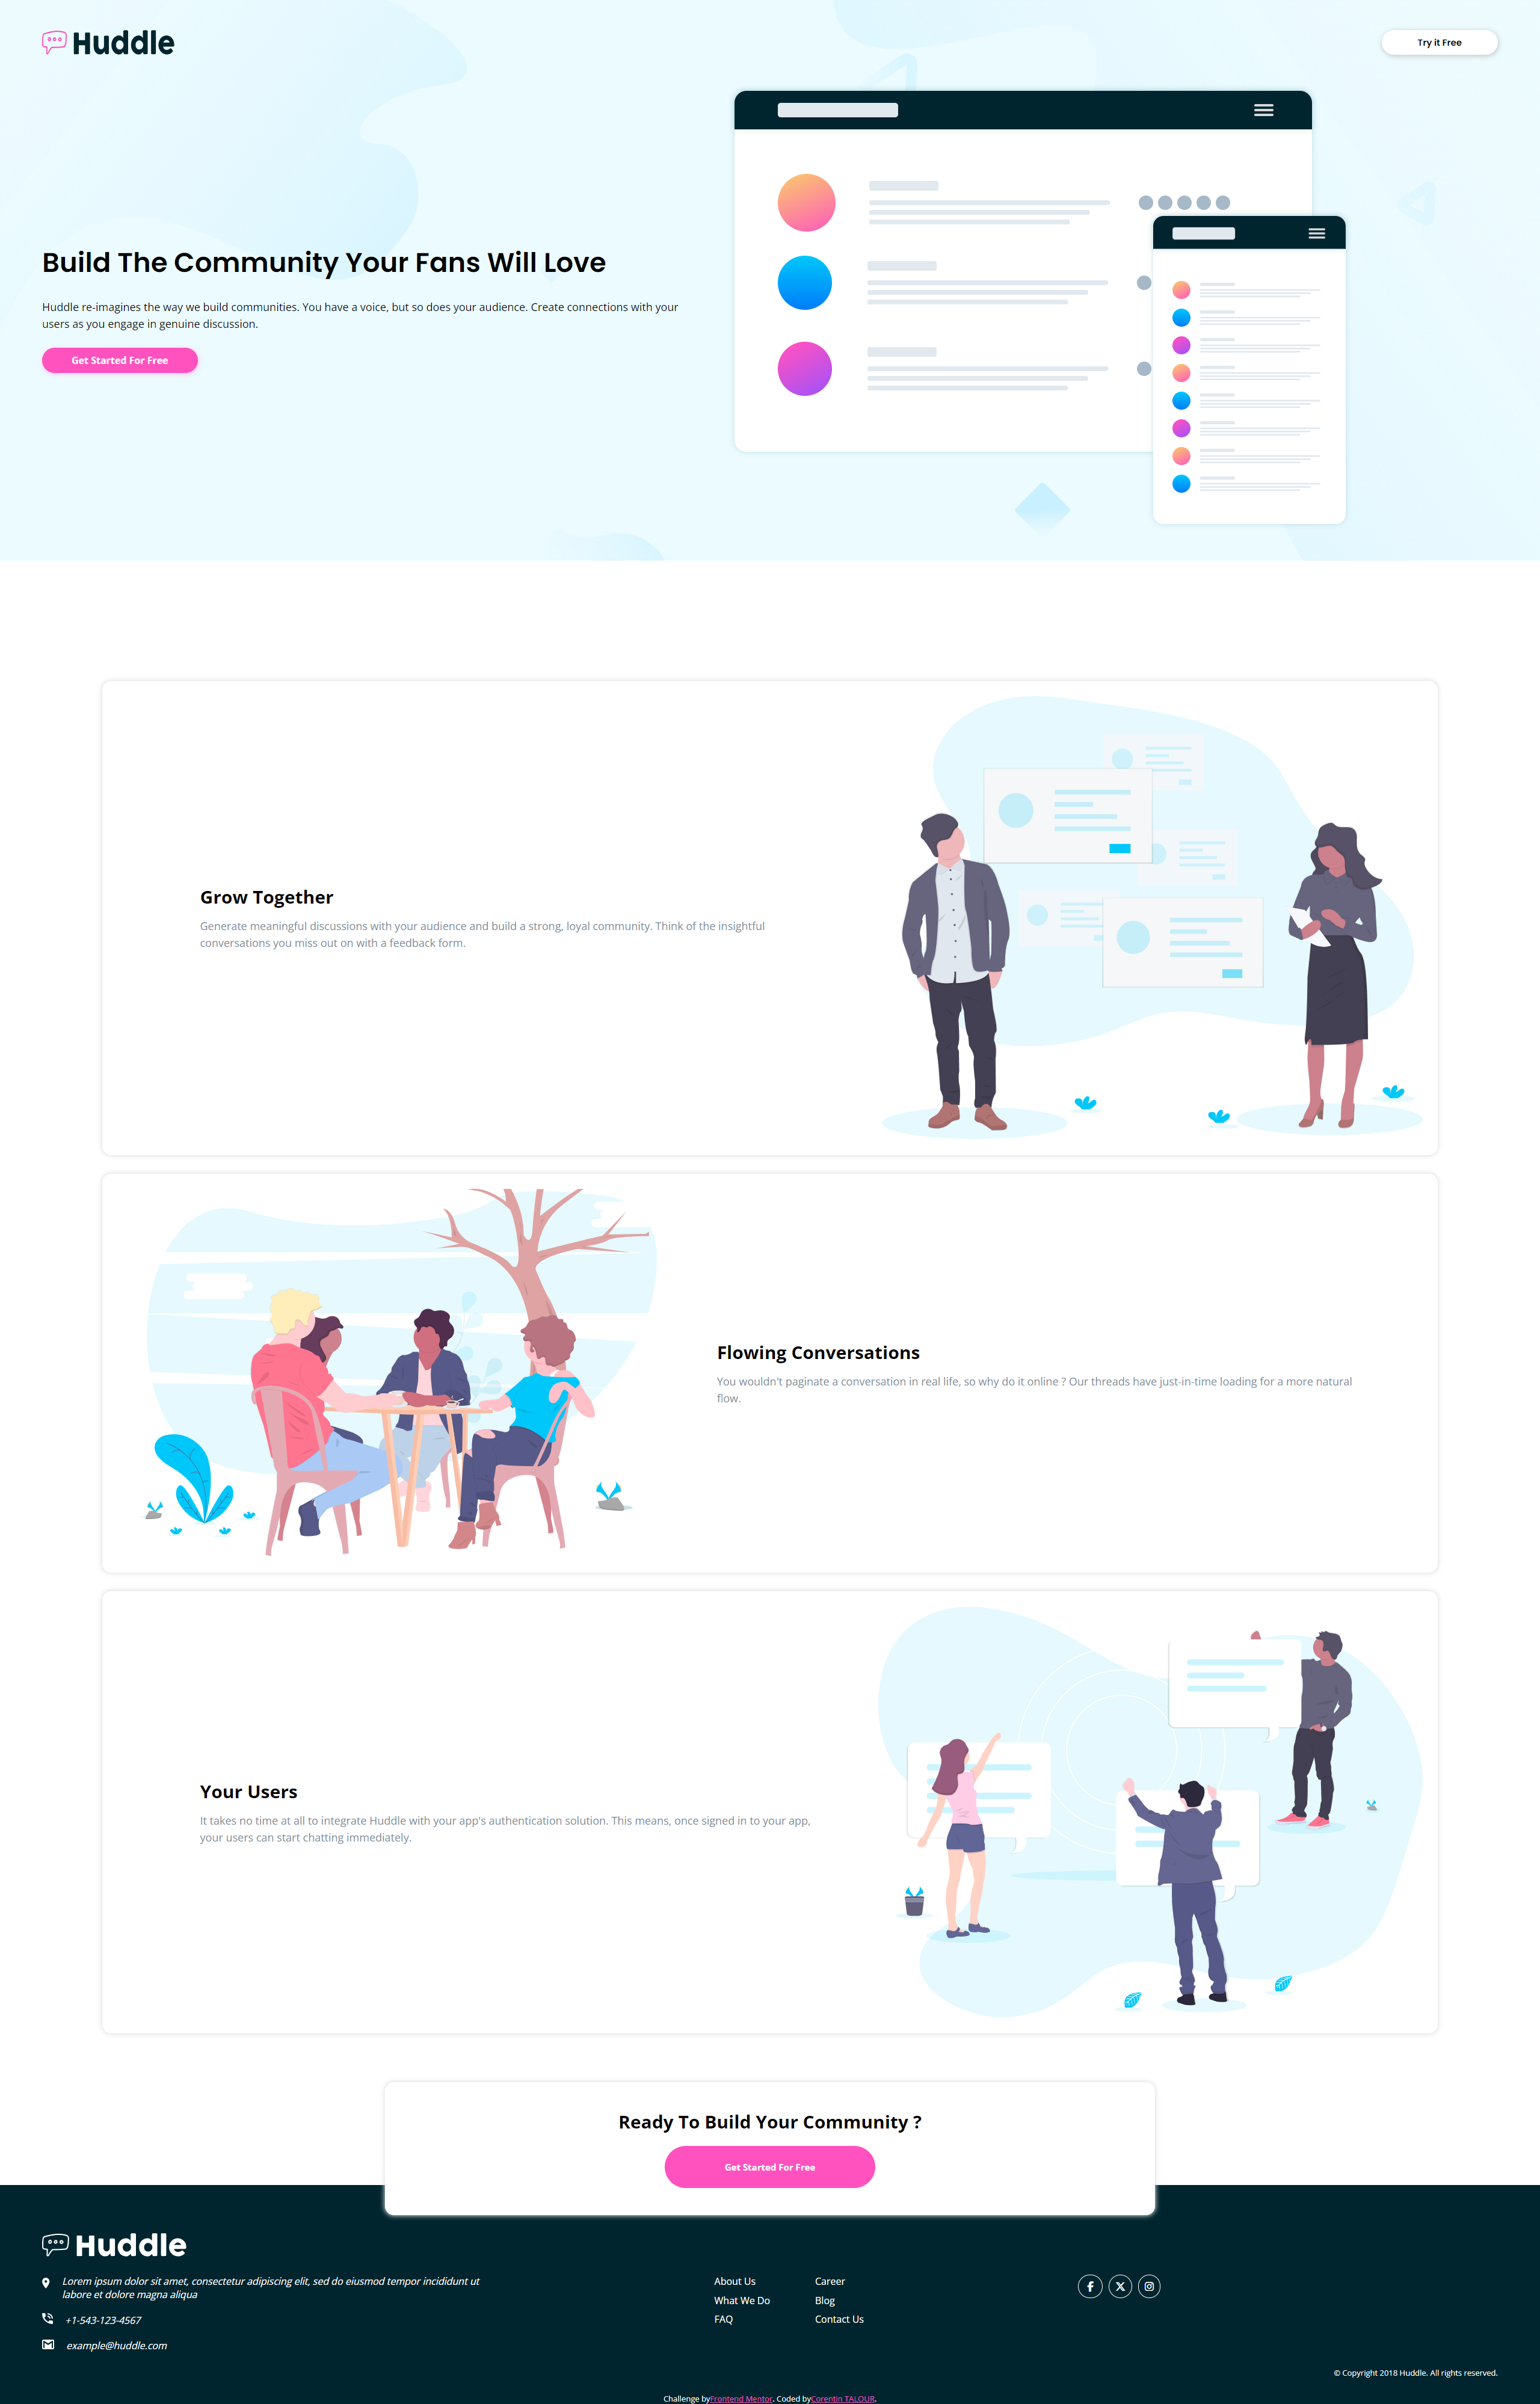 Huddle
Try it Free
Build The Community Your Fans Will Love
Huddle re-imagines the way we build communities. You have a voice, but so does your audience. Create connections with your
users as you engage in genuine discussion.
Get Started For Free
Grow Together
Generate meaningful discussions with your audience and build a strong, loyal community. Think of the insightful
conversations you miss out on with a feedback form.
Flowing Conversations
You wouldn't paginate a conversation in real life, so why do it online ? Our threads have just-in-time loading for a more natural
flow.
Your Users
It takes no time at all to integrate Huddle with your app's authentication solution. This means, once signed in to your app,
your users can start chatting immediately.
Ready To Build Your Community ?
Get Started For Free
Huddle
Lorem ipsum dolor sit amet, consectetur adipiscing elit, sed do eiusmod tempor incididunt ut
labore et dolore magna aliqua
+1-543-123-4567
example@huddle.com
About Us
What We Do
FAQ
Career
Blog
Contact Us
© Copyright 2018 Huddle. All rights reserved.
Challenge byFrontend Mentor. Coded byCorentin TALOUR.